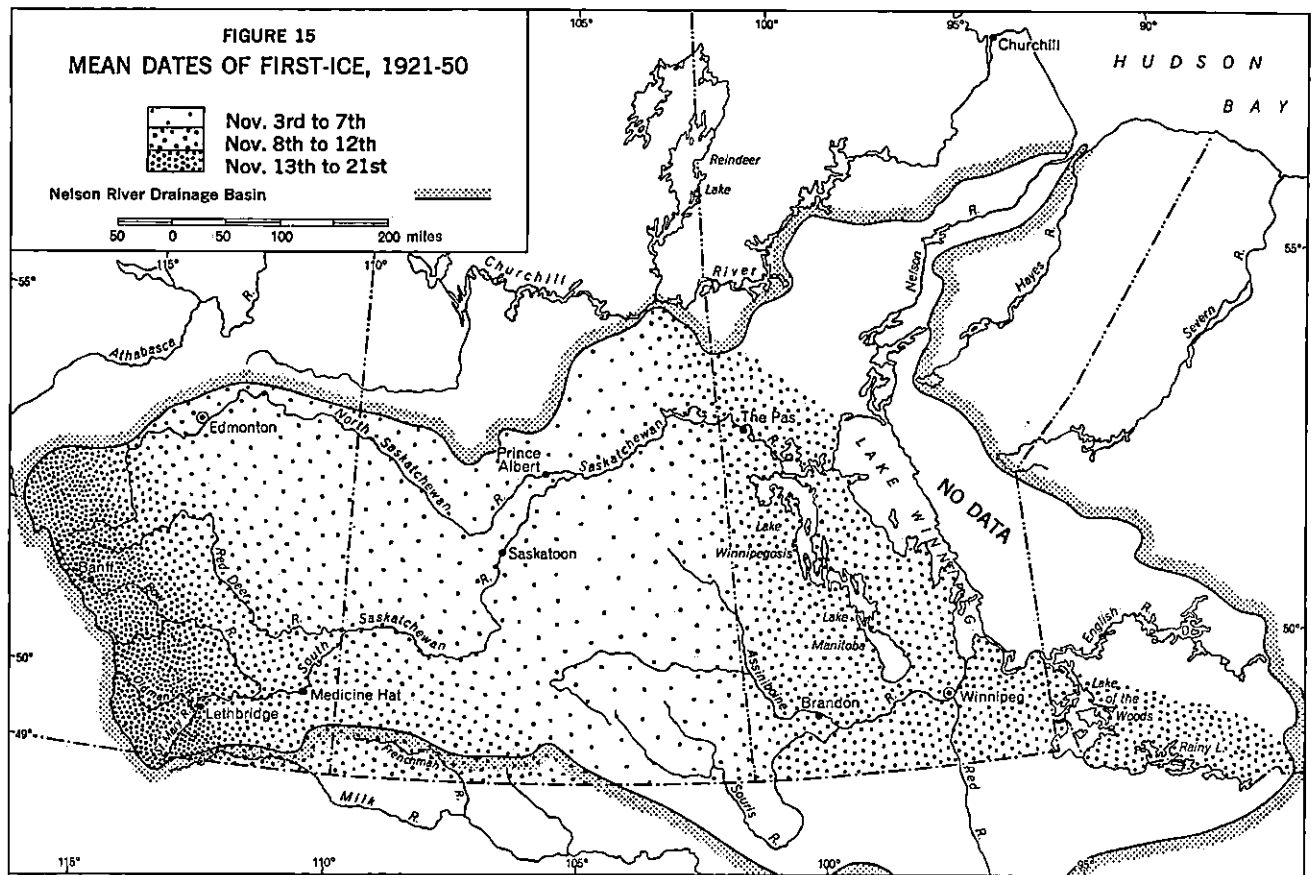 FIGURE 15
MEAN DATES OF FIRST-ICE, 1921-50
Nov. 3rd to 7th
Nov. 8th to 12th
Nov. 13th to 21st
Nelson River Drainage Basin
50 0 50 100 200 miles
105°
100°
95°
90°
Churchill
HUDSON
BAY
Reindeer
Lake
115°
110°
55°
55°
Churchill
River
Nelson
R.
Hayes
R.
Severn
R.
Athabasca
R.
Edmonton
North Saskatchewan
R.
Prince
Albert
Saskatchewan
The Pas
R.
LAKE WINNIPEG
NO DATA
Lake
Winnipegosis
Saskatoon
R.
Banff
Red Deer
R.
Bow
R.
South Saskatchewan
Lake
Manitoba
English R.
50°
50°
Medicine Hat
Lethbridge
Assiniboine
R.
Brandon
Winnipeg
Lake
of the
Woods
Rainy L.
49°
Frenchman
R.
Milk R.
Souris
R.
Red
R.
115°
110°
105°
100°
95°